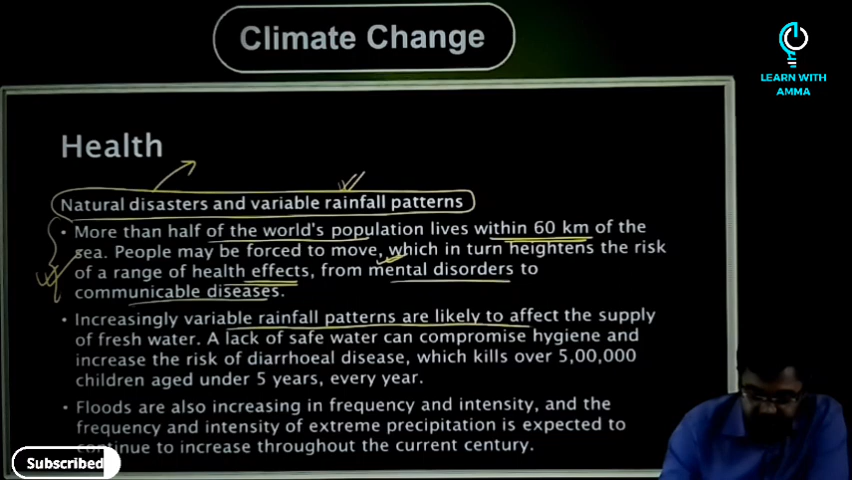 Climate Change
LEARN WITH
AMMA
Health
Natural disasters and variable rainfall patterns
• More than half of the world's population lives within 60 km of the
sea. People may be forced to move, which in turn heightens the risk
of a range of health effects, from mental disorders to
communicable diseases.
• Increasingly variable rainfall patterns are likely to affect the supply
of fresh water. A lack of safe water can compromise hygiene and
increase the risk of diarrhoeal disease, which kills over 5,00,000
children aged under 5 years, every year.
• Floods are also increasing in frequency and intensity, and the
frequency and intensity of extreme precipitation is expected to
continue to increase throughout the current century.
Subscribed